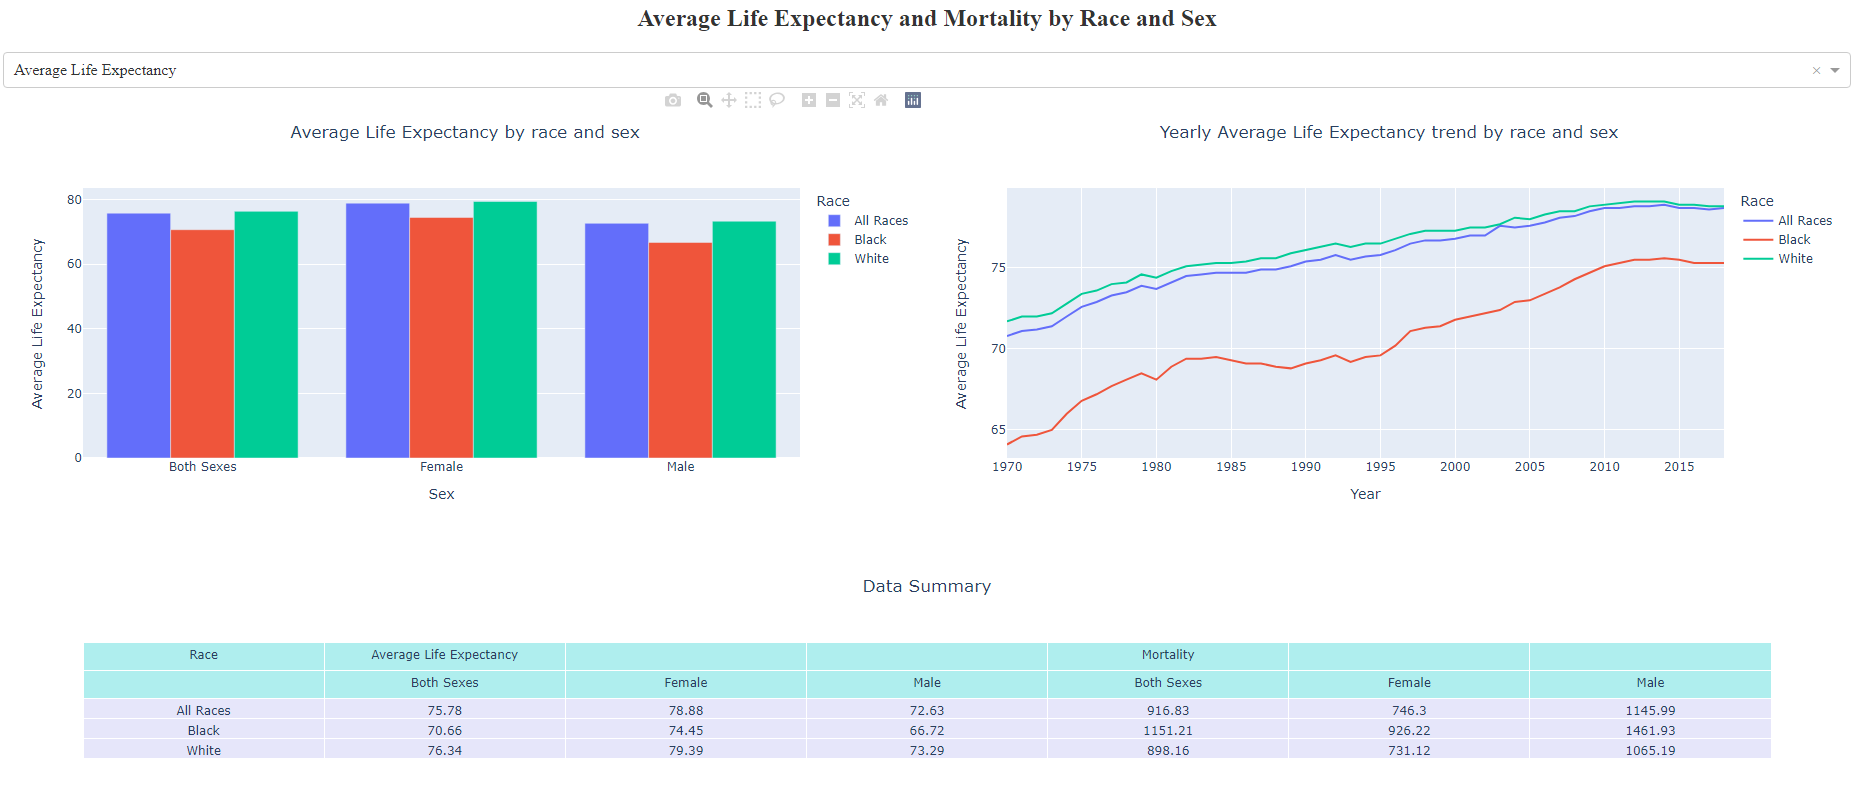 Average Life Expectancy and Mortality by Race and Sex
Average Life Expectancy
Average Life Expectancy by race and sex
Average Life Expectancy
80
60
40
20
0
Both Sexes Female Male
Sex
Race
All Races
Black
White
Yearly Average Life Expectancy trend by race and sex
Average Life Expectancy
75
70
65
1970 1975 1980 1985 1990 1995 2000 2005 2010 2015
Year
Race
All Races
Black
White
Data Summary
Race Average Life Expectancy Mortality
Both Sexes Female Male Both Sexes Female Male
All Races 75.78 78.88 72.63 916.83 746.3 1145.99
Black 70.66 74.45 66.72 1151.21 926.22 1461.93
White 76.34 79.39 73.29 898.16 731.12 1065.19